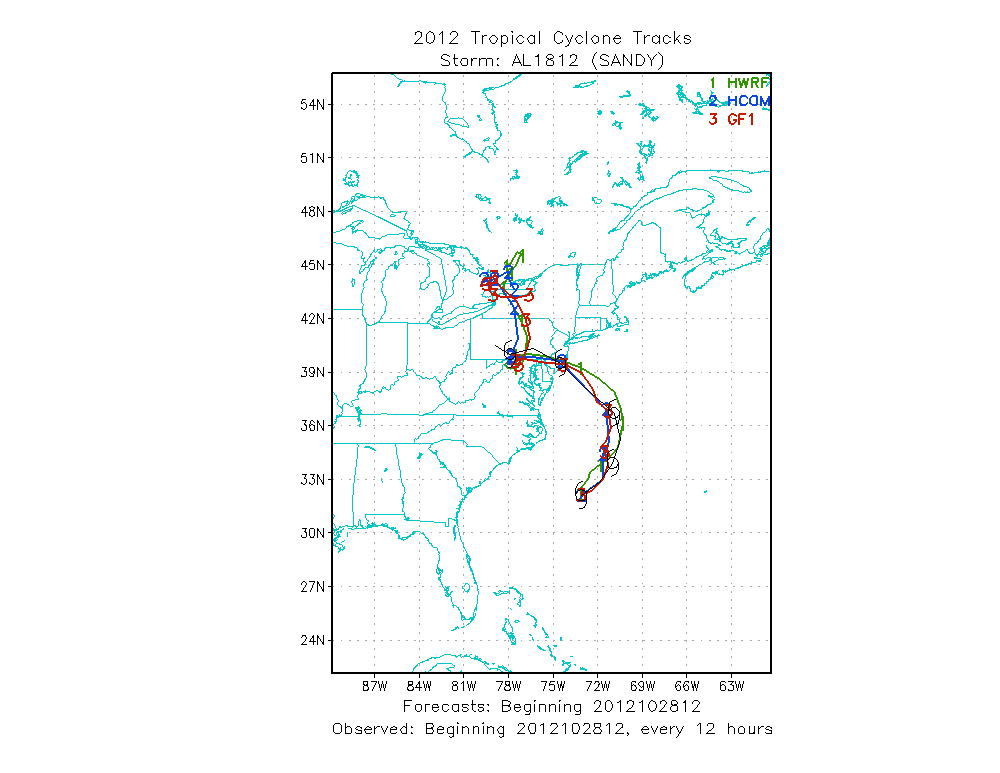 2012 Tropical Cyclone Tracks
Storm: AL1812 (SANDY)
1 HWRF
2 HCOM
3 GF1
54N
51N
48N
45N
42N
39N
36N
33N
30N
27N
24N
87W 84W 81W 78W 75W 72W 69W 66W 63W
Forecasts: Beginning 2012102812
Observed: Beginning 2012102812, every 12 hours